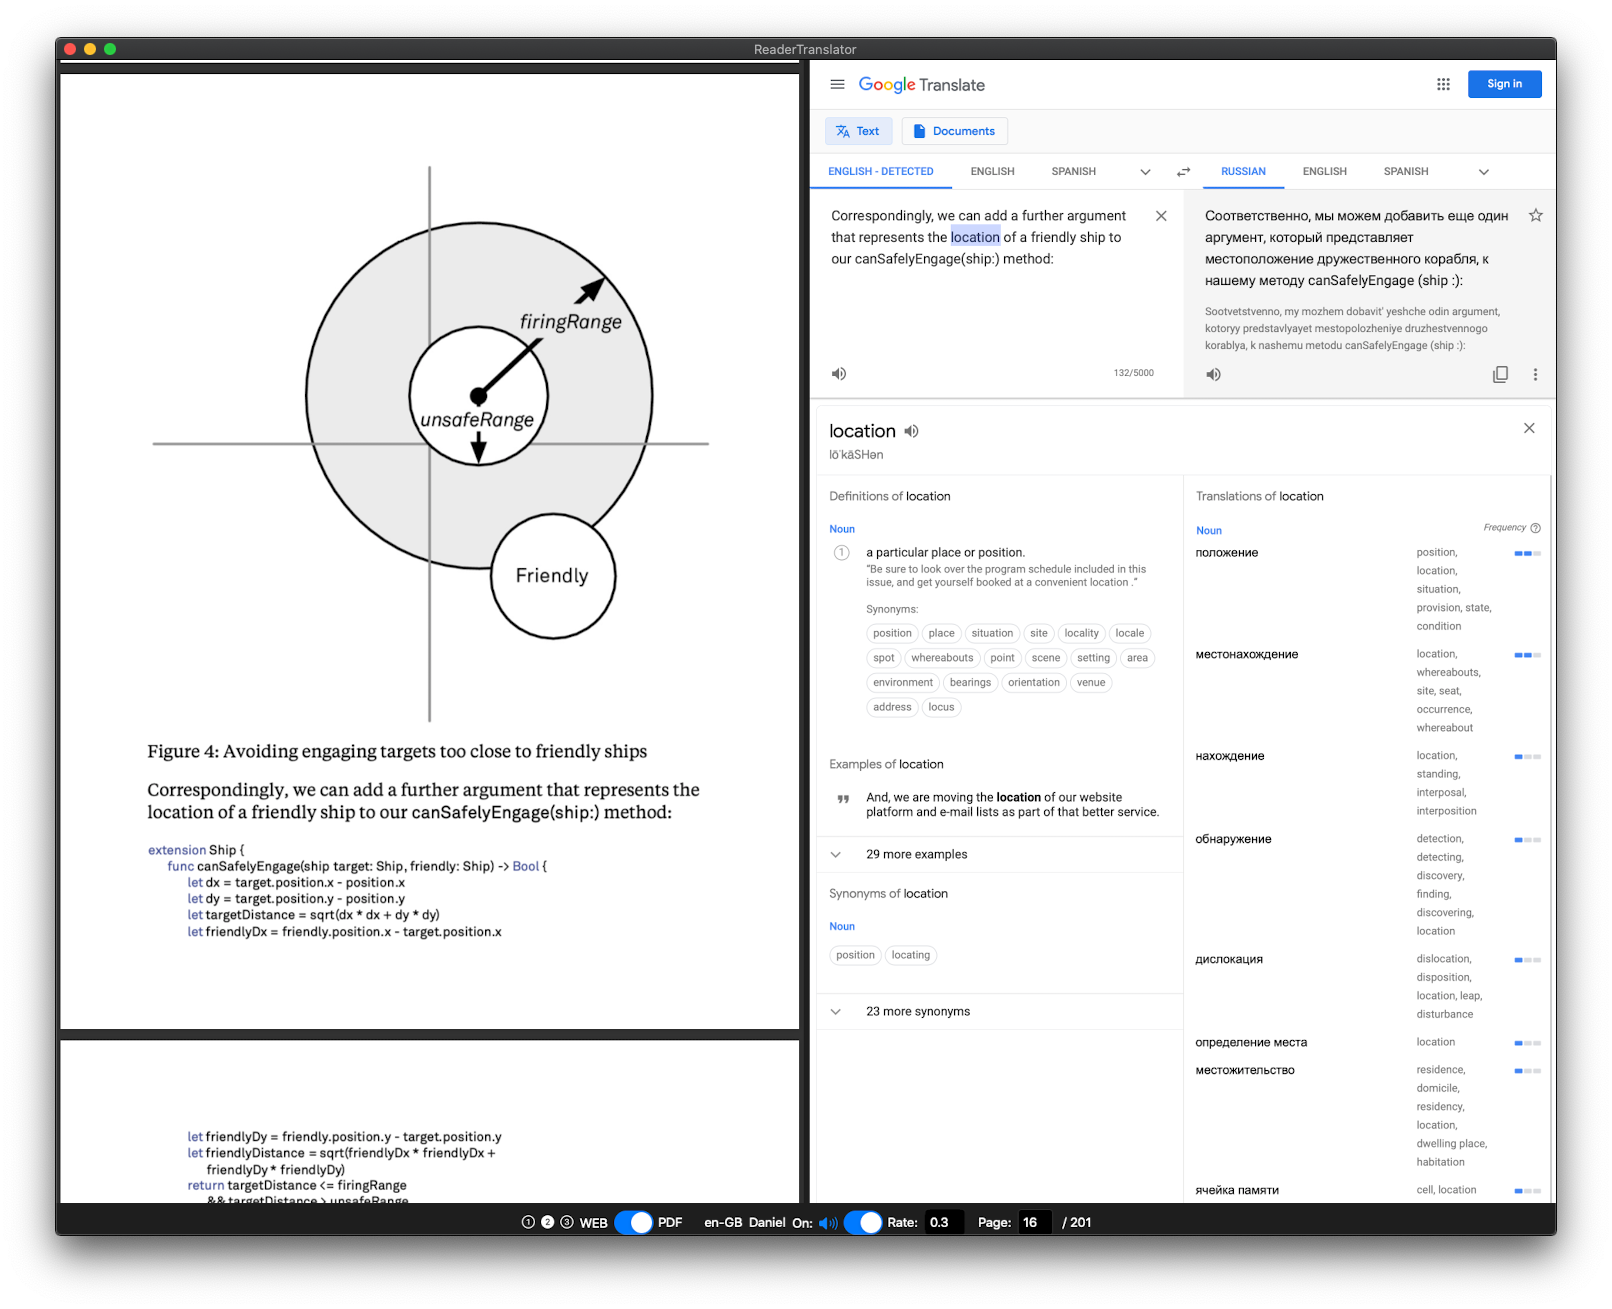 ReaderTranslator
firingRange
unsafeRange
Friendly
Figure 4: Avoiding engaging targets too close to friendly ships
Correspondingly, we can add a further argument that represents the
location of a friendly ship to our canSafelyEngage(ship:) method:
extension Ship {
func canSafelyEngage(ship target: Ship, friendly: Ship) -> Bool {
let dx = target.position.x - position.x
let dy = target.position.y - position.y
let targetDistance = sqrt(dx * dx + dy * dy)
let friendlyDx = friendly.position.x - target.position.x
let friendlyDy = friendly.position.y - target.position.y
let friendlyDistance = sqrt(friendlyDx * friendlyDx +
friendlyDy * friendlyDy)
return targetDistance <= firingRange
&& targetDistance > unsafeRange
Google Translate
Sign in
Text
Documents
ENGLISH - DETECTED
ENGLISH
SPANISH
RUSSIAN
ENGLISH
SPANISH
Correspondingly, we can add a further argument
that represents the location of a friendly ship to
our canSafelyEngage(ship:) method:
132/5000
Соответственно, мы можем добавить еще один
аргумент, который представляет
местоположение дружественного корабля, к
нашему методу canSafelyEngage (ship :):
Sootvetstvenno, my mozhem dobavit' yeshche odin argument,
kotoryy predstavlyayet mestopolozheniye druzhestvennogo
korablya, k nashemu metodu canSafelyEngage (ship :):
location
lōˈkāSHən
Definitions of location
Noun
1 a particular place or position.
"Be sure to look over the program schedule included in this
issue, and get yourself booked at a convenient location ."
Synonyms:
position place situation site locality locale
spot whereabouts point scene setting area
environment bearings orientation venue
address locus
Examples of location
And, we are moving the location of our website
platform and e-mail lists as part of that better service.
29 more examples
Synonyms of location
Noun
position locating
23 more synonyms
Translations of location
Noun
Frequency
положение
position,
location,
situation,
provision, state,
condition
местонахождение
location,
whereabouts,
site, seat,
occurrence,
whereabout
нахождение
location,
standing,
interposal,
interposition
обнаружение
detection,
detecting,
discovery,
finding,
discovering,
location
дислокация
dislocation,
disposition,
location, leap,
disturbance
определение места
location
местожительство
residence,
domicile,
residency,
location,
dwelling place,
habitation
ячейка памяти
cell, location
1 2 3 WEB PDF en-GB Daniel On: Rate: 0.3 Page: 16 / 201